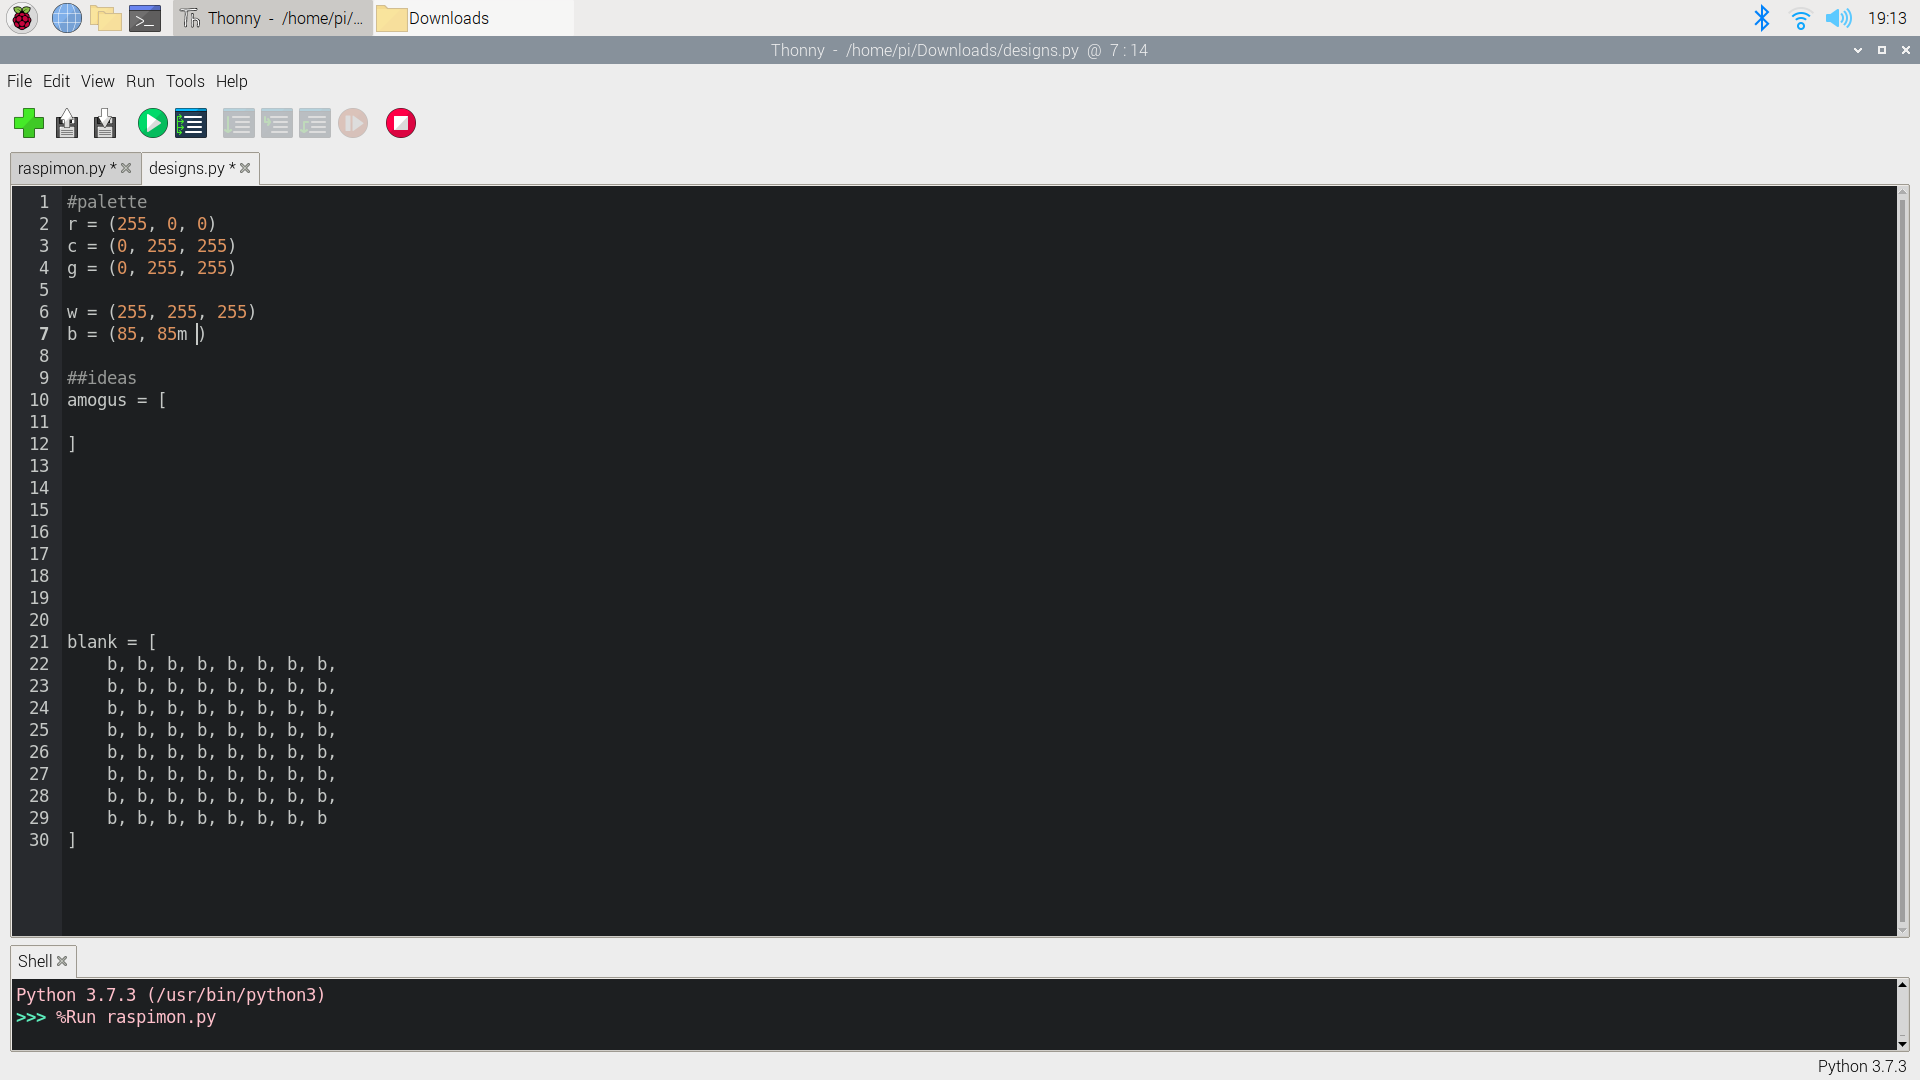 Thonny - /home/pi/...
Downloads
19:13
Thonny - /home/pi/Downloads/designs.py @ 7 : 14
File Edit View Run Tools Help
raspimon.py *
designs.py *
1 #palette
2 r = (255, 0, 0)
3 c = (0, 255, 255)
4 g = (0, 255, 255)
5
6 w = (255, 255, 255)
7 b = (85, 85m )
8
9 ##ideas
10 amogus = [
11
12 ]
13
14
15
16
17
18
19
20
21 blank = [
22 b, b, b, b, b, b, b, b,
23 b, b, b, b, b, b, b, b,
24 b, b, b, b, b, b, b, b,
25 b, b, b, b, b, b, b, b,
26 b, b, b, b, b, b, b, b,
27 b, b, b, b, b, b, b, b,
28 b, b, b, b, b, b, b, b,
29 b, b, b, b, b, b, b, b
30 ]
Shell
Python 3.7.3 (/usr/bin/python3)
>>> %Run raspimon.py
Python 3.7.3